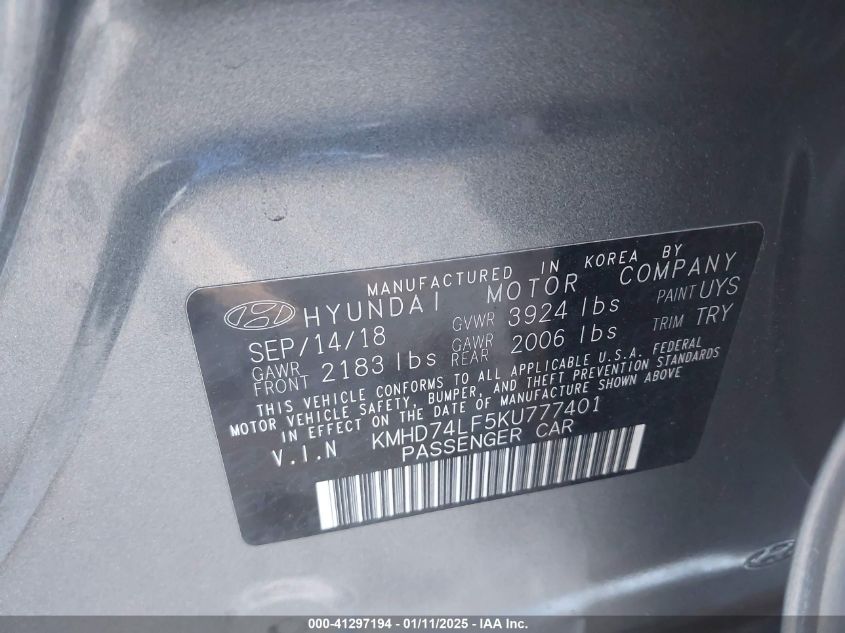 MANUFACTURED IN KOREA BY
HYUNDAI MOTOR COMPANY
SEP/14/18 GVWR 3924 lbs PAINT UYS
GAWR FRONT 2183 lbs GAWR REAR 2006 lbs TRIM TRY
THIS VEHICLE CONFORMS TO ALL APPLICABLE U.S.A. FEDERAL
MOTOR VEHICLE SAFETY, BUMPER, AND THEFT PREVENTION STANDARDS
IN EFFECT ON THE DATE OF MANUFACTURE SHOWN ABOVE
V.I.N KMHD74LF5KU777401
PASSENGER CAR
000-41297194 - 01/11/2025 - IAA Inc.